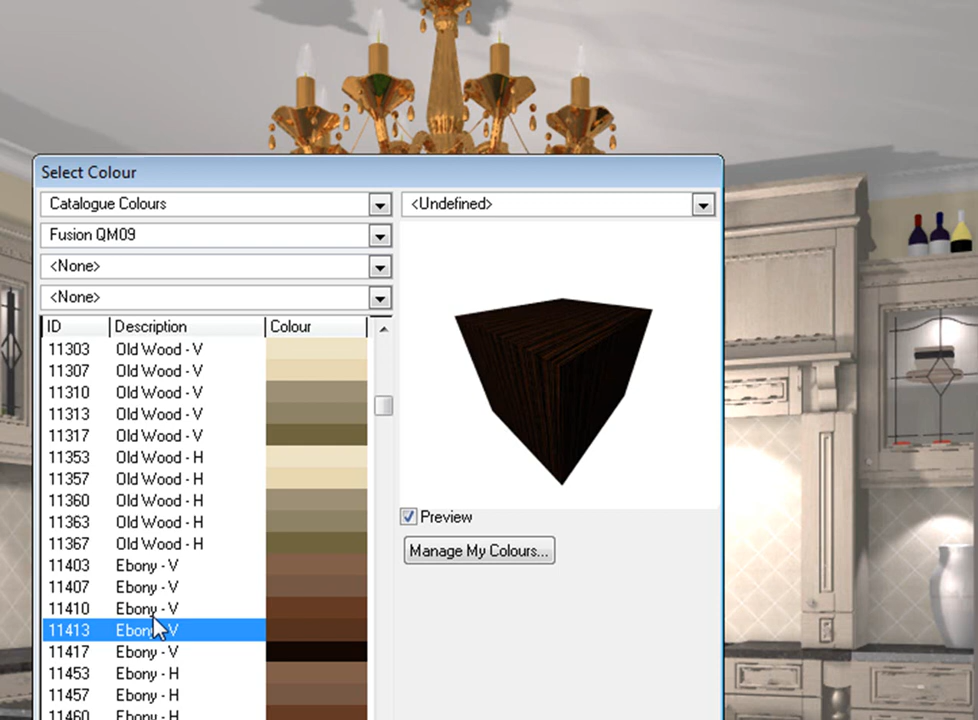 Select Colour
Catalogue Colours
<Undefined>
Fusion QM09
<None>
<None>
ID Description Colour
11303 Old Wood - V
11307 Old Wood - V
11310 Old Wood - V
11313 Old Wood - V
11317 Old Wood - V
11353 Old Wood - H
11357 Old Wood - H
11360 Old Wood - H
11363 Old Wood - H
11367 Old Wood - H
11403 Ebony - V
11407 Ebony - V
11410 Ebony - V
11413 Ebony - V
11417 Ebony - V
11453 Ebony - H
11457 Ebony - H
11460 Ebony - H
Preview
Manage My Colours...